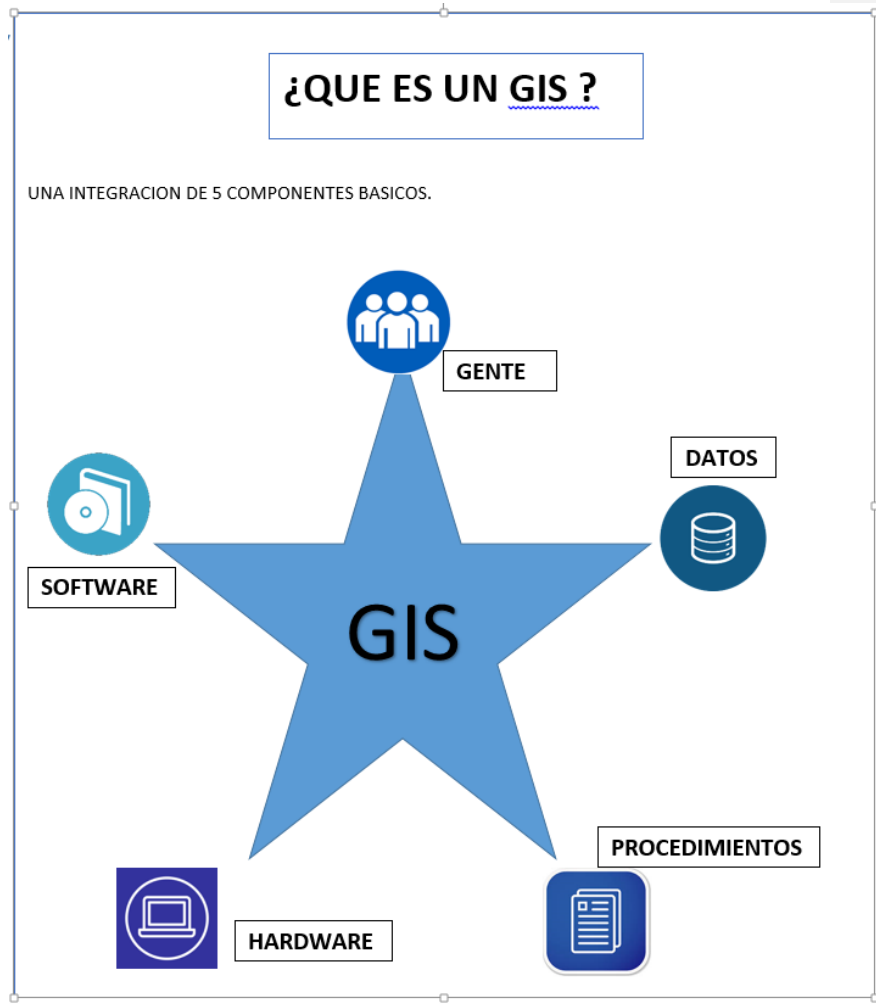 ¿QUE ES UN GIS ?
UNA INTEGRACION DE 5 COMPONENTES BASICOS.
GENTE
DATOS
SOFTWARE
GIS
PROCEDIMIENTOS
HARDWARE